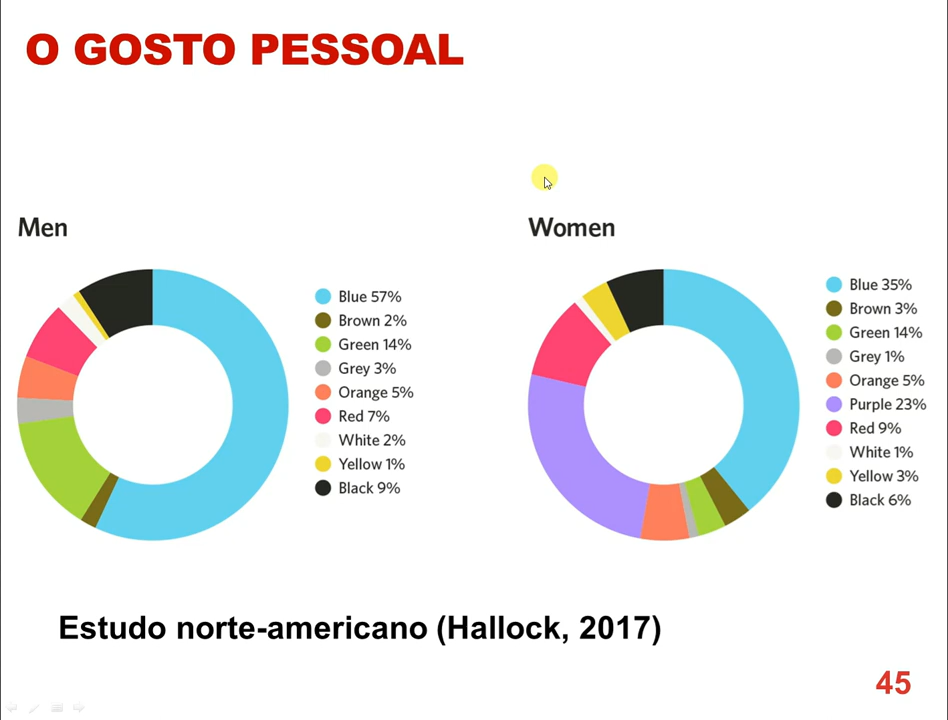 O GOSTO PESSOAL
Men
Blue 57%
Brown 2%
Green 14%
Grey 3%
Orange 5%
Red 7%
White 2%
Yellow 1%
Black 9%
Women
Blue 35%
Brown 3%
Green 14%
Grey 1%
Orange 5%
Purple 23%
Red 9%
White 1%
Yellow 3%
Black 6%
Estudo norte-americano (Hallock, 2017)
45